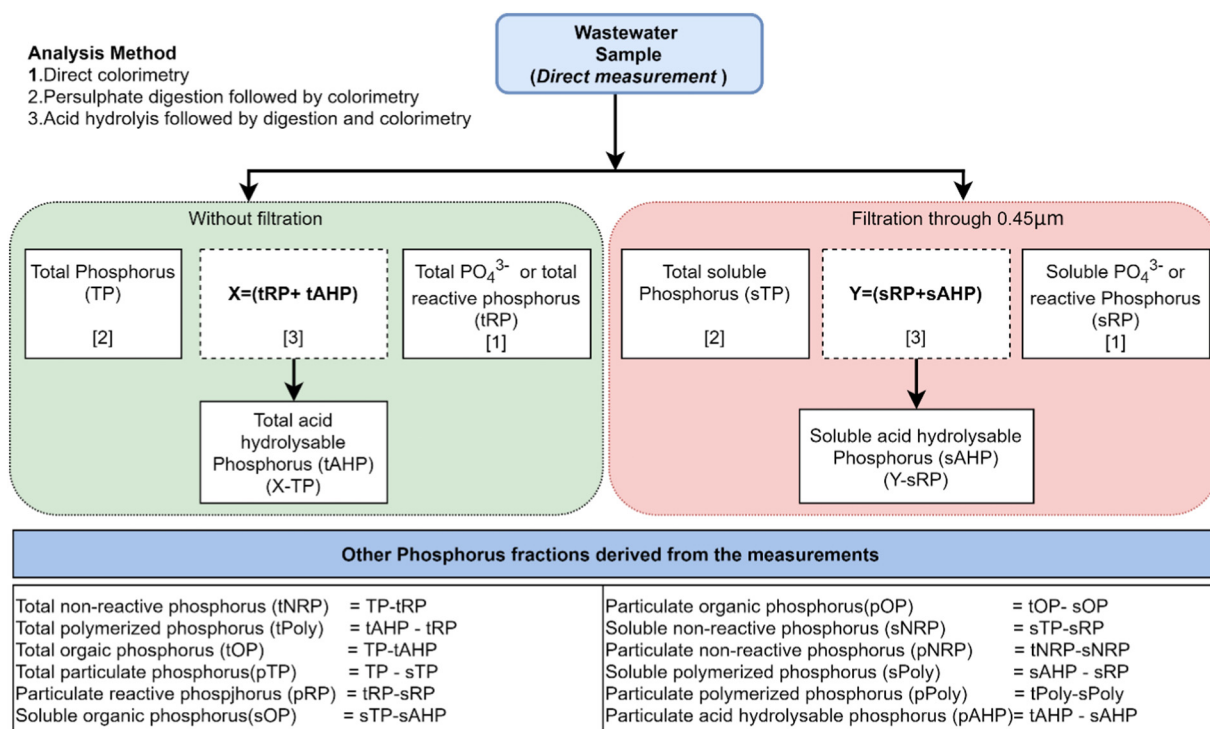 Wastewater
Sample
(Direct measurement )
Analysis Method
1.Direct colorimetry
2.Persulphate digestion followed by colorimetry
3.Acid hydrolyis followed by digestion and colorimetry
Without filtration
Total Phosphorus
(TP)
[2]
X=(tRP+ tAHP)
[3]
Total PO₄³⁻ or total
reactive phosphorus
(tRP)
[1]
Total acid
hydrolysable
Phosphorus (tAHP)
(X-TP)
Filtration through 0.45µm
Total soluble
Phosphorus (sTP)
[2]
Y=(sRP+sAHP)
[3]
Soluble PO₄³⁻ or
reactive Phosphorus
(sRP)
[1]
Soluble acid hydrolysable
Phosphorus (sAHP)
(Y-sRP)
Other Phosphorus fractions derived from the measurements
Total non-reactive phosphorus (tNRP) = TP-tRP
Total polymerized phosphorus (tPoly) = tAHP - tRP
Total orgaic phosphorus (tOP) = TP-tAHP
Total particulate phosphorus(pTP) = TP - sTP
Particulate reactive phospjhorus (pRP) = tRP-sRP
Soluble organic phosphorus(sOP) = sTP-sAHP
Particulate organic phosphorus(pOP) = tOP- sOP
Soluble non-reactive phosphorus (sNRP) = sTP-sRP
Particulate non-reactive phosphorus (pNRP) = tNRP-sNRP
Soluble polymerized phosphorus (sPoly) = sAHP - sRP
Particulate polymerized phosphorus (pPoly) = tPoly-sPoly
Particulate acid hydrolysable phosphorus (pAHP)= tAHP - sAHP